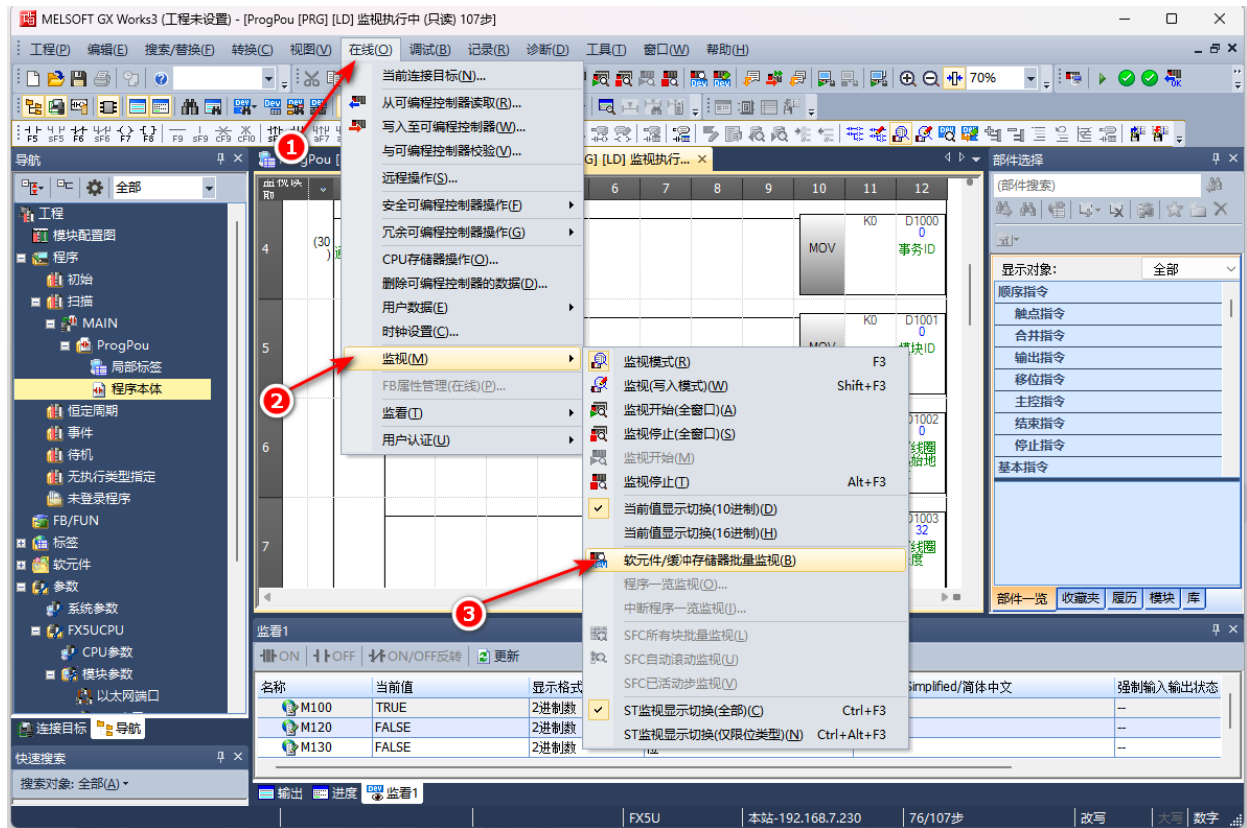 MELSOFT GX Works3 (工程未设置) - [ProgPou [PRG] [LD] 监视执行中 (只读) 107步]
工程(P) 编辑(E) 搜索/替换(F) 转换(C) 视图(V) 在线(O) 调试(B) 记录(R) 诊断(D) 工具(T) 窗口(W) 帮助(H)
70%
导航
全部
工程
模块配置图
程序
初始
扫描
MAIN
ProgPou
局部标签
程序本体
恒定周期
事件
待机
无执行类型指定
未登录程序
FB/FUN
标签
软元件
参数
系统参数
FX5UCPU
CPU参数
模块参数
以太网端口
连接目标 导航
快速搜索
搜索对象: 全部(A)
1
当前连接目标(N)...
从可编程控制器读取(R)...
写入至可编程控制器(W)...
与可编程控制器校验(V)...
远程操作(S)...
安全可编程控制器操作(F)
冗余可编程控制器操作(G)
CPU存储器操作(O)...
删除可编程控制器的数据(D)...
用户数据(E)
时钟设置(C)...
监视(M)
FB属性管理(在线)(P)...
监看(T)
用户认证(U)
2
监视模式(R) F3
监视(写入模式)(W) Shift+F3
监视开始(全窗口)(A)
监视停止(全窗口)(S)
监视开始(M)
监视停止(T) Alt+F3
当前值显示切换(10进制)(D)
当前值显示切换(16进制)(H)
软元件/缓冲存储器批量监视(B)
程序一览监视(O)...
中断程序一览监视(I)...
SFC所有块批量监视(L)
SFC自动滚动监视(U)
SFC已活动步监视(V)
ST监视显示切换(全部)(C) Ctrl+F3
ST监视显示切换(仅限位类型)(N) Ctrl+Alt+F3
3
G] [LD] 监视执行...
6 7 8 9 10 11 12
4 (30) MOV K0 D1000
0
事务ID
5 K0 D1001
0
块ID
6 D1002
0
线圈
始地
7 D1003
32
线圈
度
部件选择
(部件搜索)
显示对象: 全部
顺序指令
触点指令
合并指令
输出指令
移位指令
主控指令
结束指令
停止指令
基本指令
部件一览 收藏夹 履历 模块 库
监看1
ON OFF ON/OFF反转 更新
名称 当前值 显示格式 Simplified/简体中文 强制输入输出状态
M100 TRUE 2进制数 --
M120 FALSE 2进制数 --
M130 FALSE 2进制数 位 --
输出 进度 监看1
FX5U 本站-192.168.7.230 76/107步 改写 大写 数字